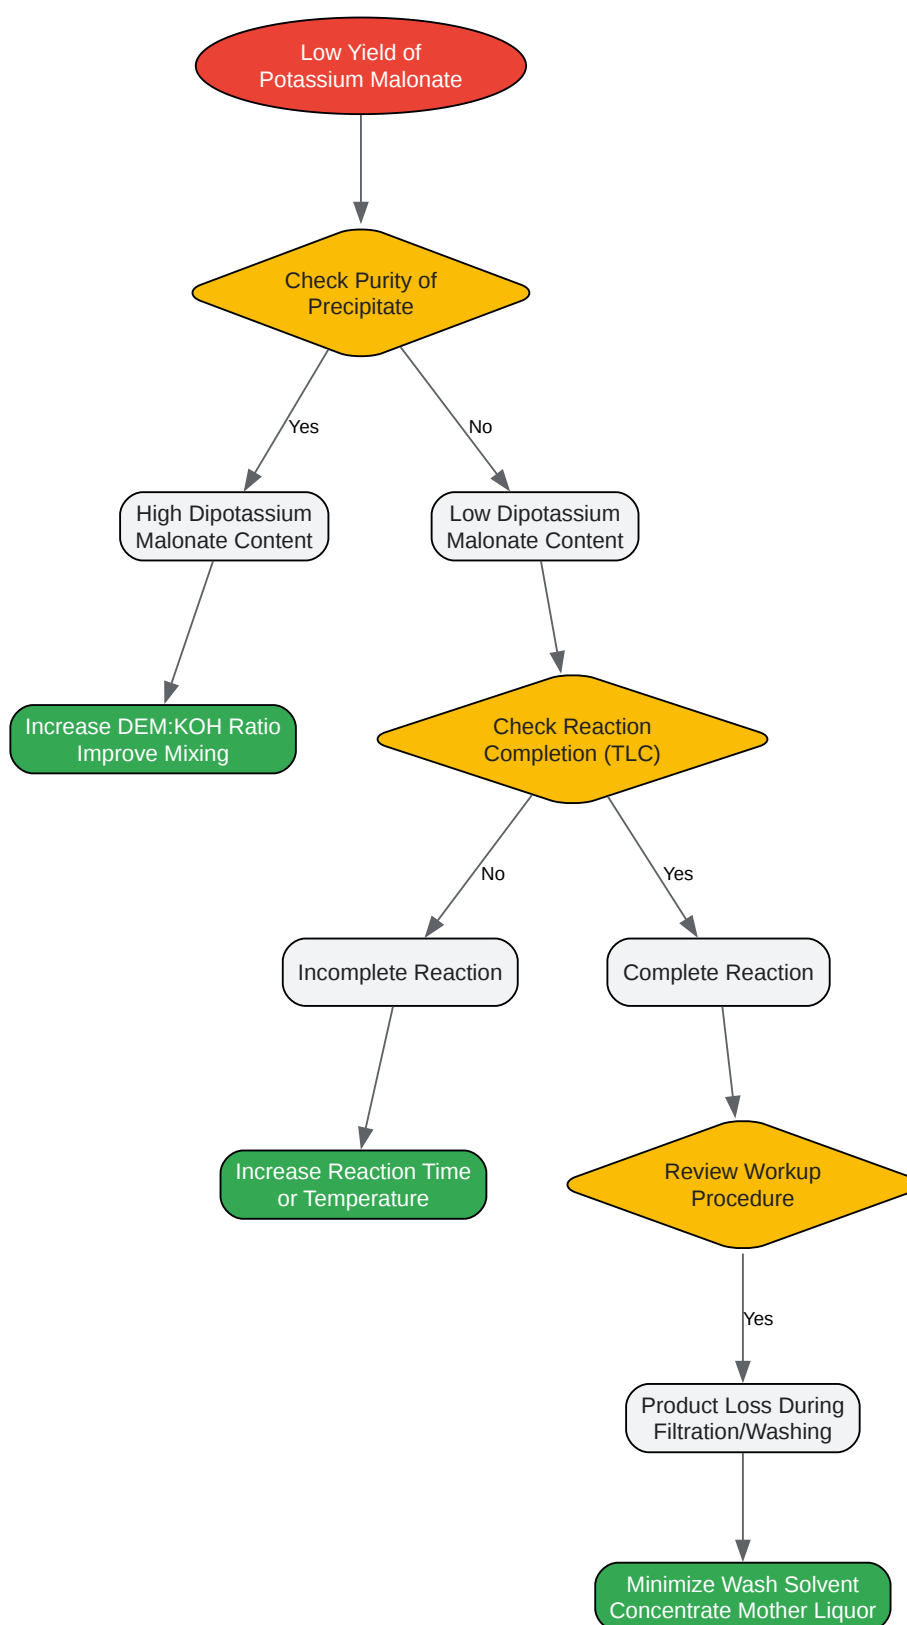 Low Yield of
Potassium Malonate
Check Purity of
Precipitate
Yes
No
High Dipotassium
Malonate Content
Low Dipotassium
Malonate Content
Increase DEM:KOH Ratio
Improve Mixing
Check Reaction
Completion (TLC)
No
Yes
Incomplete Reaction
Complete Reaction
Increase Reaction Time
or Temperature
Review Workup
Procedure
Yes
Product Loss During
Filtration/Washing
Minimize Wash Solvent
Concentrate Mother Liquor